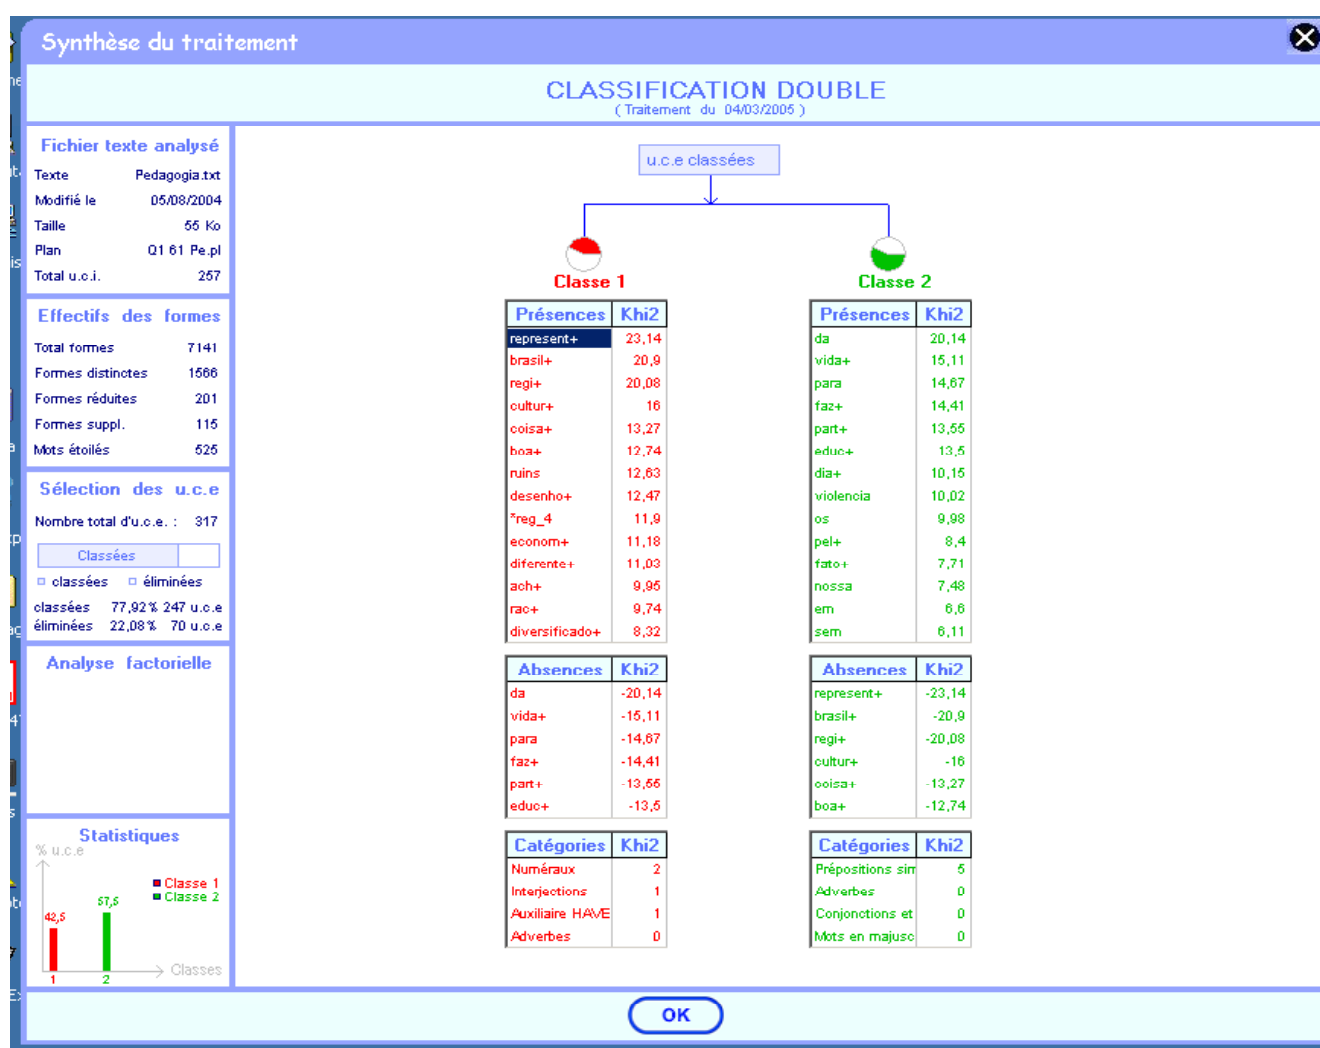 Synthèse du traitement
CLASSIFICATION DOUBLE
( Traitement du 04/03/2005 )
Fichier texte analysé
Texte Pedagogia.txt
Modifié le 05/08/2004
Taille 55 Ko
Plan Q1 61 Pe.pl
Total u.c.i. 257
Effectifs des formes
Total formes 7141
Formes distinctes 1566
Formes réduites 201
Formes suppl. 115
Mots étoilés 525
Sélection des u.c.e
Nombre total d'u.c.e. : 317
Classées
classées éliminées
classées 77,92% 247 u.c.e
éliminées 22,08% 70 u.c.e
Analyse factorielle
Statistiques
% u.c.e
Classe 1
Classe 2
42,5
57,5
1
2
Classes
u.c.e classées
Classe 1
Présences Khi2
represent+ 23,14
brasil+ 20,9
regi+ 20,08
cultur+ 16
coisa+ 13,27
boa+ 12,74
ruins 12,63
desenho+ 12,47
*reg_4 11,9
econom+ 11,18
diferente+ 11,03
ach+ 9,95
rac+ 9,74
diversificado+ 8,32
Absences Khi2
da -20,14
vida+ -15,11
para -14,67
faz+ -14,41
part+ -13,55
educ+ -13,5
Catégories Khi2
Numéraux 2
Interjections 1
Auxiliaire HAVE 1
Adverbes 0
Classe 2
Présences Khi2
da 20,14
vida+ 15,11
para 14,67
faz+ 14,41
part+ 13,55
educ+ 13,5
dia+ 10,15
violencia 10,02
os 9,98
pel+ 8,4
fato+ 7,71
nossa 7,48
em 6,6
sem 6,11
Absences Khi2
represent+ -23,14
brasil+ -20,9
regi+ -20,08
cultur+ -16
coisa+ -13,27
boa+ -12,74
Catégories Khi2
Prépositions sim 5
Adverbes 0
Conjonctions et 0
Mots en majusc 0
OK